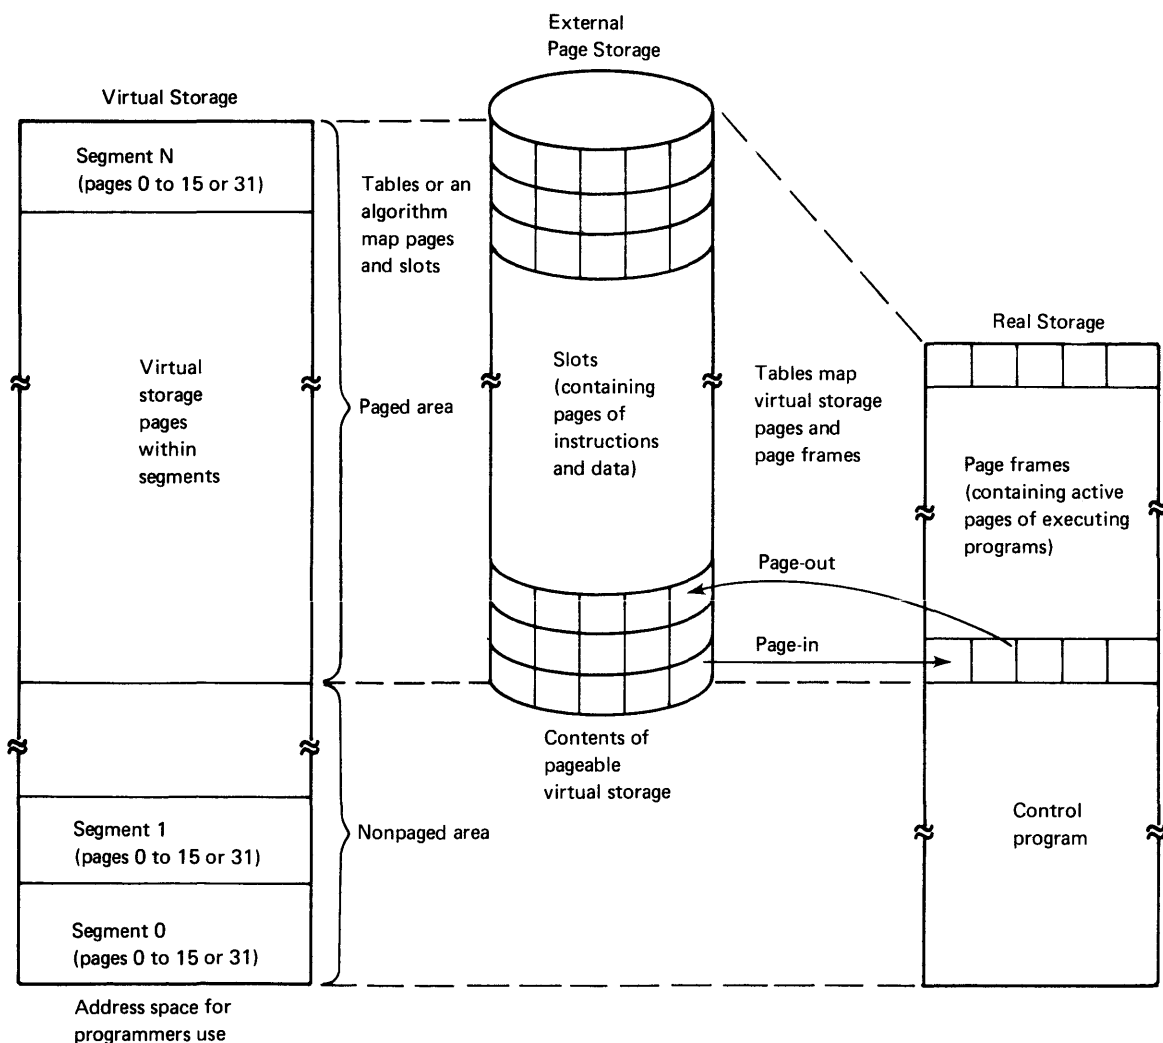 External
Page Storage
Virtual Storage
Segment N
(pages 0 to 15 or 31)
Tables or an
algorithm
map pages
and slots
Real Storage
Virtual
storage
pages
within
segments
Paged area
Slots
(containing
pages of
instructions
and data)
Tables map
virtual storage
pages and
page frames
Page frames
(containing active
pages of executing
programs)
Page-out
Page-in
Contents of
pageable
virtual storage
Segment 1
(pages 0 to 15 or 31)
Nonpaged area
Control
program
Segment 0
(pages 0 to 15 or 31)
Address space for
programmers use